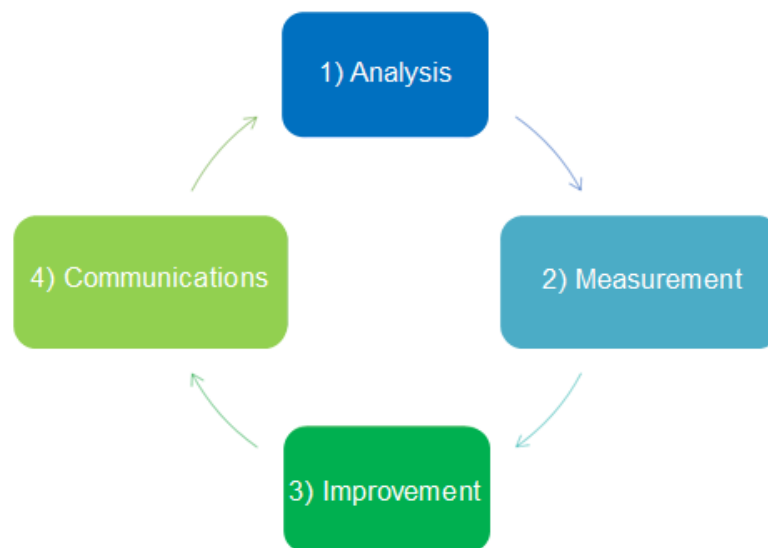 1) Analysis
2) Measurement
3) Improvement
4) Communications